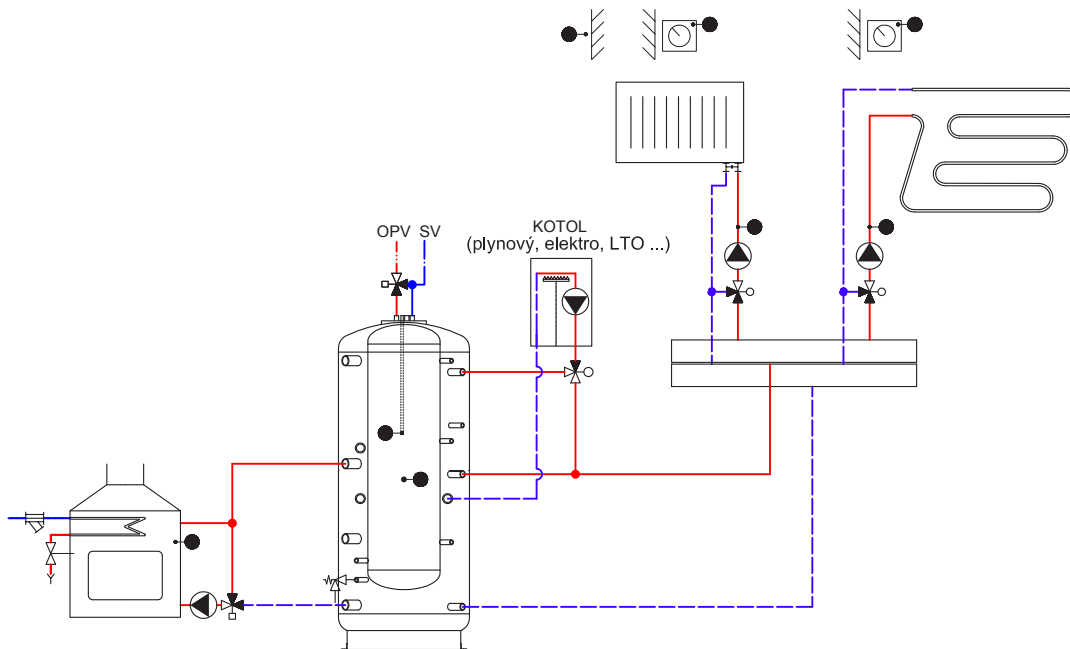 OPV SV
KOTOL
(plynový, elektro, LTO ...)